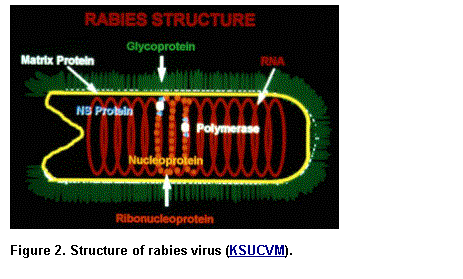 RABIES STRUCTURE
Glycoprotein
Matrix Protein
RNA
NS Protein
Polymerase
Nucleoprotein
Ribonucleoprotein
Figure 2. Structure of rabies virus (KSUCVM).